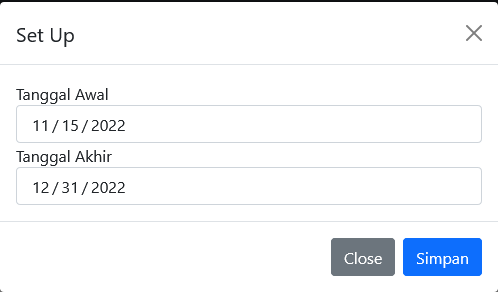 Set Up
Tanggal Awal
11 / 15 / 2022
Tanggal Akhir
12 / 31 / 2022
Close Simpan